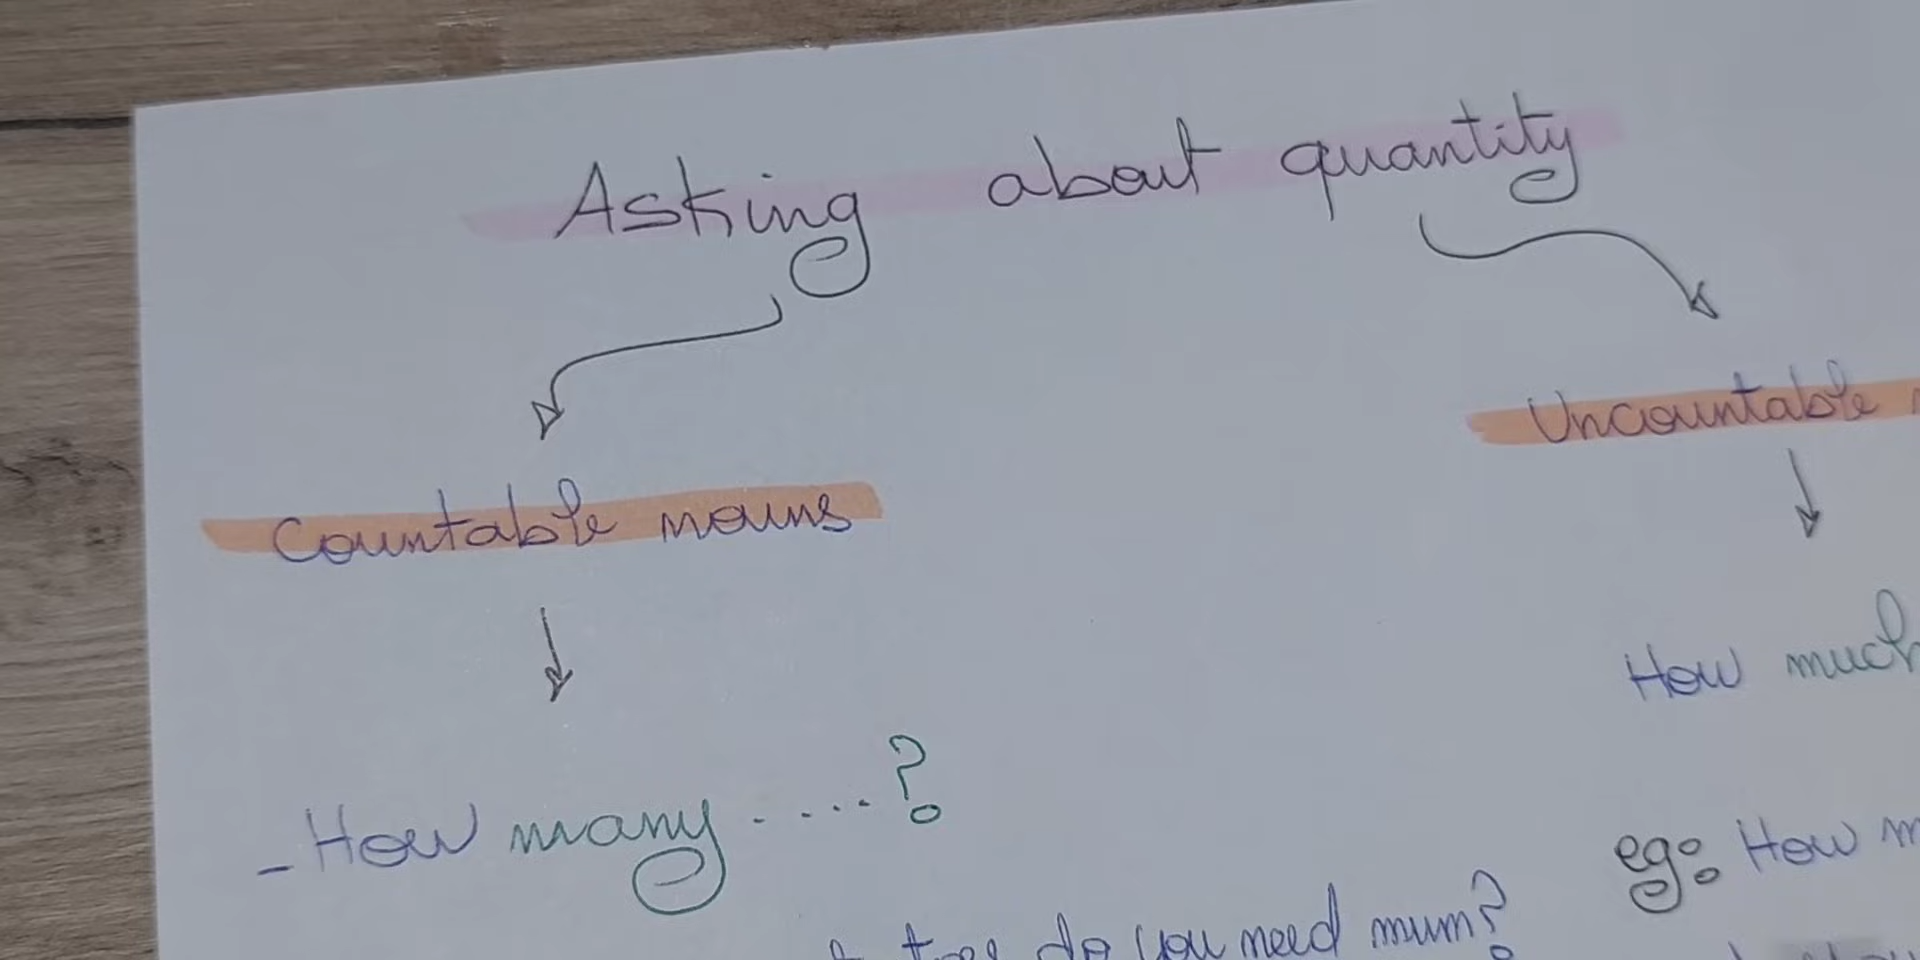 Asking about quantity
Countable nouns
Uncountable
- How many .....?
How much
eg: How
do you need mum?